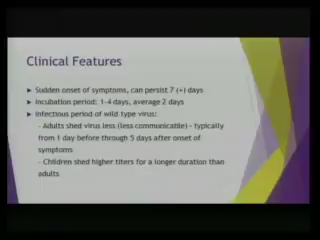 Clinical Features
Sudden onset of symptoms, can persist 7 (+) days
Incubation period: 1-4 days, average 2 days
Infectious period of wild type virus:
- Adults shed virus less (less communicable) - typically
from 1 day before through 5 days after onset of
symptoms
- Children shed higher titers for a longer duration than
adults